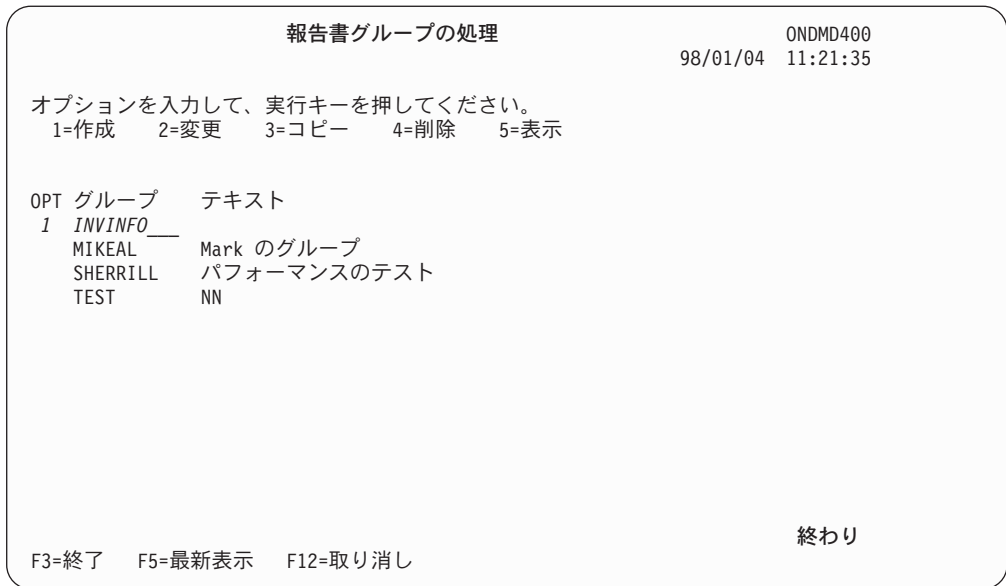 報告書グループの処理 ONDMD400
98/01/04 11:21:35
オプションを入力して、実行キーを押してください。
1=作成 2=変更 3=コピー 4=削除 5=表示
OPT グループ テキスト
1 INVINFO___
MIKEAL Mark のグループ
SHERRILL パフォーマンスのテスト
TEST NN
終わり
F3=終了 F5=最新表示 F12=取り消し